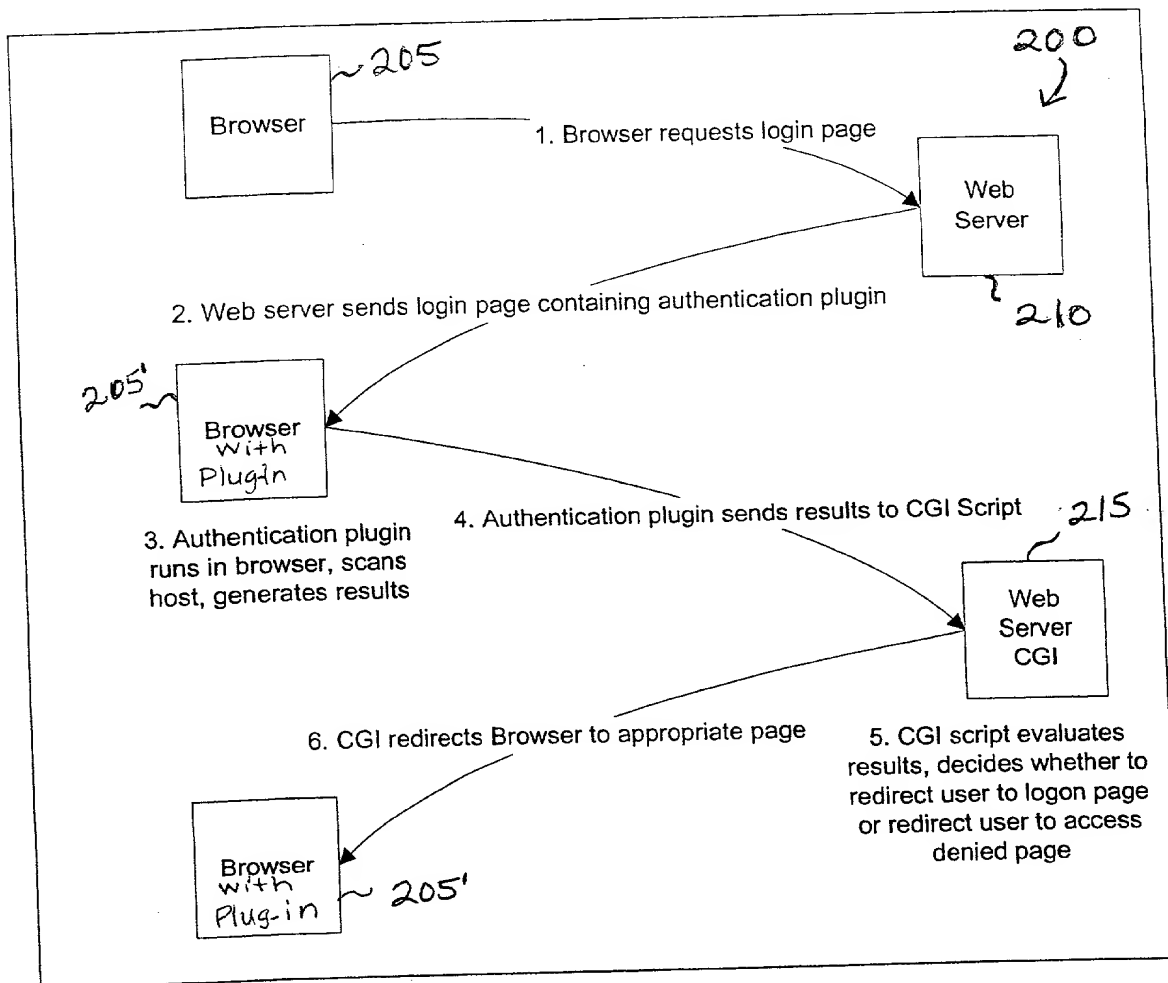 205
200
Browser
1. Browser requests login page
Web
Server
210
2. Web server sends login page containing authentication plugin
205'
Browser
with
Plug-in
3. Authentication plugin
runs in browser, scans
host, generates results
4. Authentication plugin sends results to CGI Script
215
Web
Server
CGI
6. CGI redirects Browser to appropriate page
5. CGI script evaluates
results, decides whether to
redirect user to logon page
or redirect user to access
denied page
Browser
with
Plug-in
205'